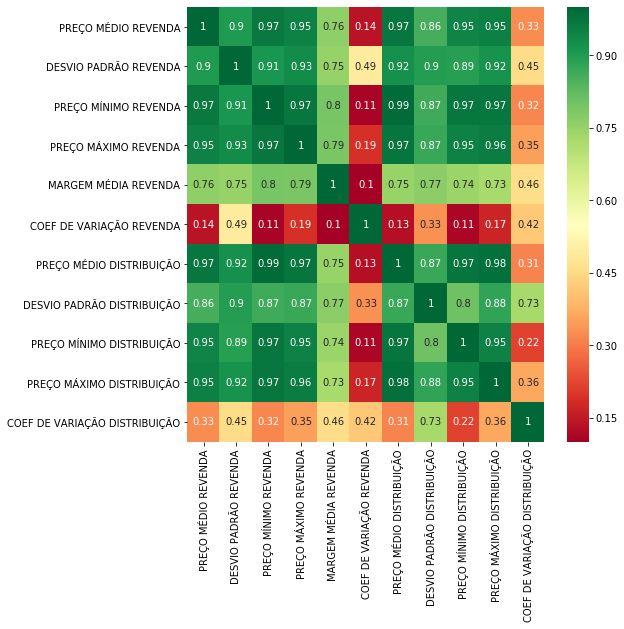 PREÇO MÉDIO REVENDA 1 0.9 0.97 0.95 0.76 0.14 0.97 0.86 0.95 0.95 0.33
DESVIO PADRÃO REVENDA 0.9 1 0.91 0.93 0.75 0.49 0.92 0.9 0.89 0.92 0.45
PREÇO MÍNIMO REVENDA 0.97 0.91 1 0.97 0.8 0.11 0.99 0.87 0.97 0.97 0.32
PREÇO MÁXIMO REVENDA 0.95 0.93 0.97 1 0.79 0.19 0.97 0.87 0.95 0.96 0.35
MARGEM MÉDIA REVENDA 0.76 0.75 0.8 0.79 1 0.1 0.75 0.77 0.74 0.73 0.46
COEF DE VARIAÇÃO REVENDA 0.14 0.49 0.11 0.19 0.1 1 0.13 0.33 0.11 0.17 0.42
PREÇO MÉDIO DISTRIBUIÇÃO 0.97 0.92 0.99 0.97 0.75 0.13 1 0.87 0.97 0.98 0.31
DESVIO PADRÃO DISTRIBUIÇÃO 0.86 0.9 0.87 0.87 0.77 0.33 0.87 1 0.8 0.88 0.73
PREÇO MÍNIMO DISTRIBUIÇÃO 0.95 0.89 0.97 0.95 0.74 0.11 0.97 0.8 1 0.95 0.22
PREÇO MÁXIMO DISTRIBUIÇÃO 0.95 0.92 0.97 0.96 0.73 0.17 0.98 0.88 0.95 1 0.36
COEF DE VARIAÇÃO DISTRIBUIÇÃO 0.33 0.45 0.32 0.35 0.46 0.42 0.31 0.73 0.22 0.36 1
PREÇO MÉDIO REVENDA
DESVIO PADRÃO REVENDA
PREÇO MÍNIMO REVENDA
PREÇO MÁXIMO REVENDA
MARGEM MÉDIA REVENDA
COEF DE VARIAÇÃO REVENDA
PREÇO MÉDIO DISTRIBUIÇÃO
DESVIO PADRÃO DISTRIBUIÇÃO
PREÇO MÍNIMO DISTRIBUIÇÃO
PREÇO MÁXIMO DISTRIBUIÇÃO
COEF DE VARIAÇÃO DISTRIBUIÇÃO
0.90
0.75
0.60
0.45
0.30
0.15